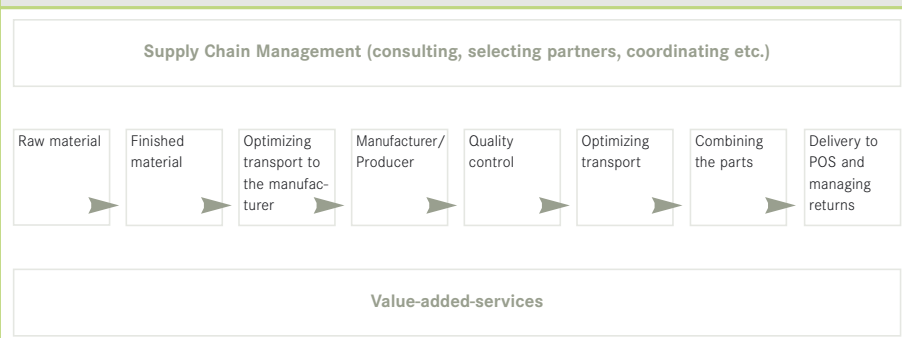 Supply Chain Management (consulting, selecting partners, coordinating etc.)
Raw material
Finished
material
Optimizing
transport to
the manufac-
turer
Manufacturer/
Producer
Quality
control
Optimizing
transport
Combining
the parts
Delivery to
POS and
managing
returns
Value-added-services